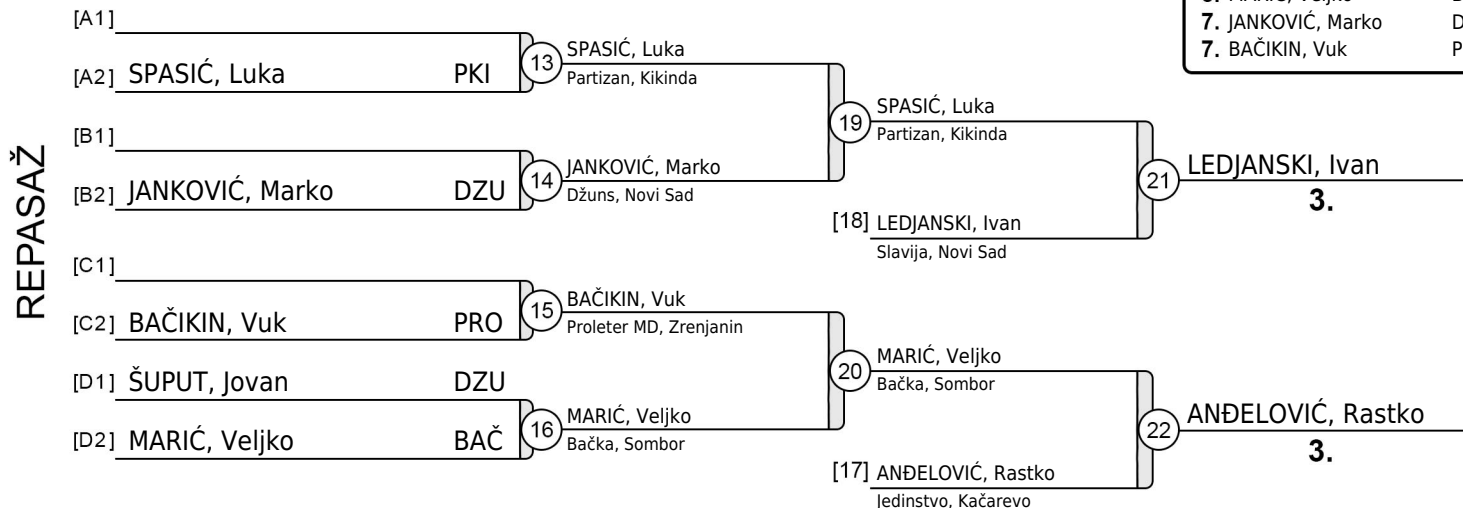 7. JANKOVIĆ, Marko D
7. BAČIKIN, Vuk P
REPASAŽ
[A1]
[A2] SPASIĆ, Luka PKI
13
SPASIĆ, Luka
Partizan, Kikinda
[B1]
[B2] JANKOVIĆ, Marko DZU
14
JANKOVIĆ, Marko
Džuns, Novi Sad
19
SPASIĆ, Luka
Partizan, Kikinda
[18] LEDJANSKI, Ivan
Slavija, Novi Sad
21
LEDJANSKI, Ivan
3.
[C1]
[C2] BAČIKIN, Vuk PRO
15
BAČIKIN, Vuk
Proleter MD, Zrenjanin
[D1] ŠUPUT, Jovan DZU
[D2] MARIĆ, Veljko BAČ
16
MARIĆ, Veljko
Bačka, Sombor
20
MARIĆ, Veljko
Bačka, Sombor
[17] ANĐELOVIĆ, Rastko
Jedinstvo, Kačarevo
22
ANĐELOVIĆ, Rastko
3.